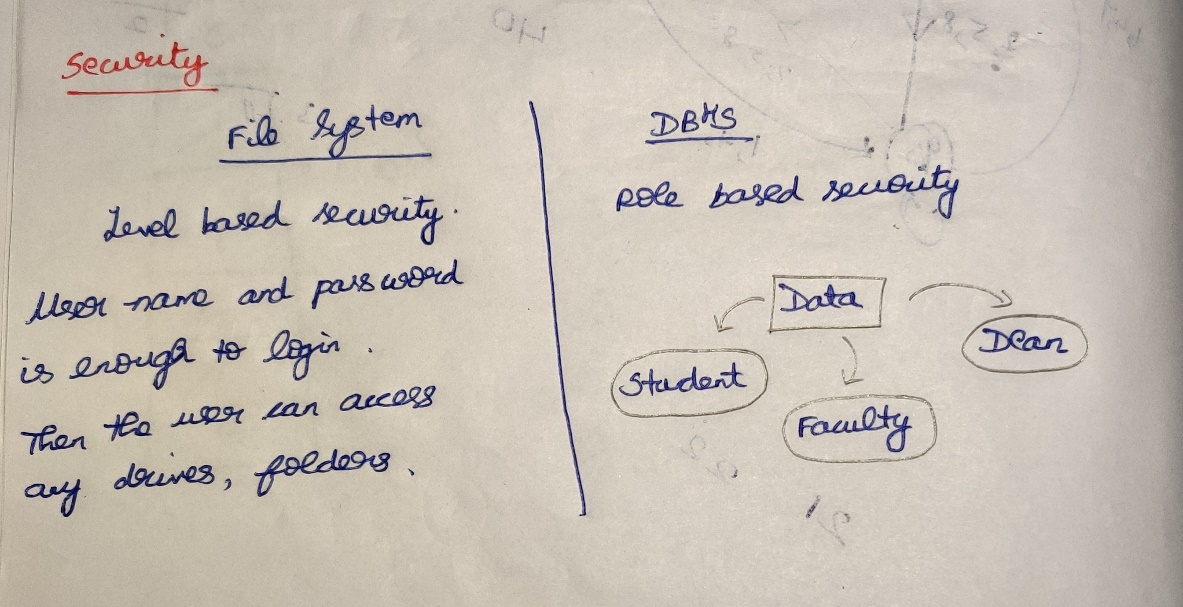 Security
File System
Level based security.
User name and password
is enough to login.
Then the user can access
any drives, folders.
DBMS
Role based security
Data
Student
Faculty
Dean